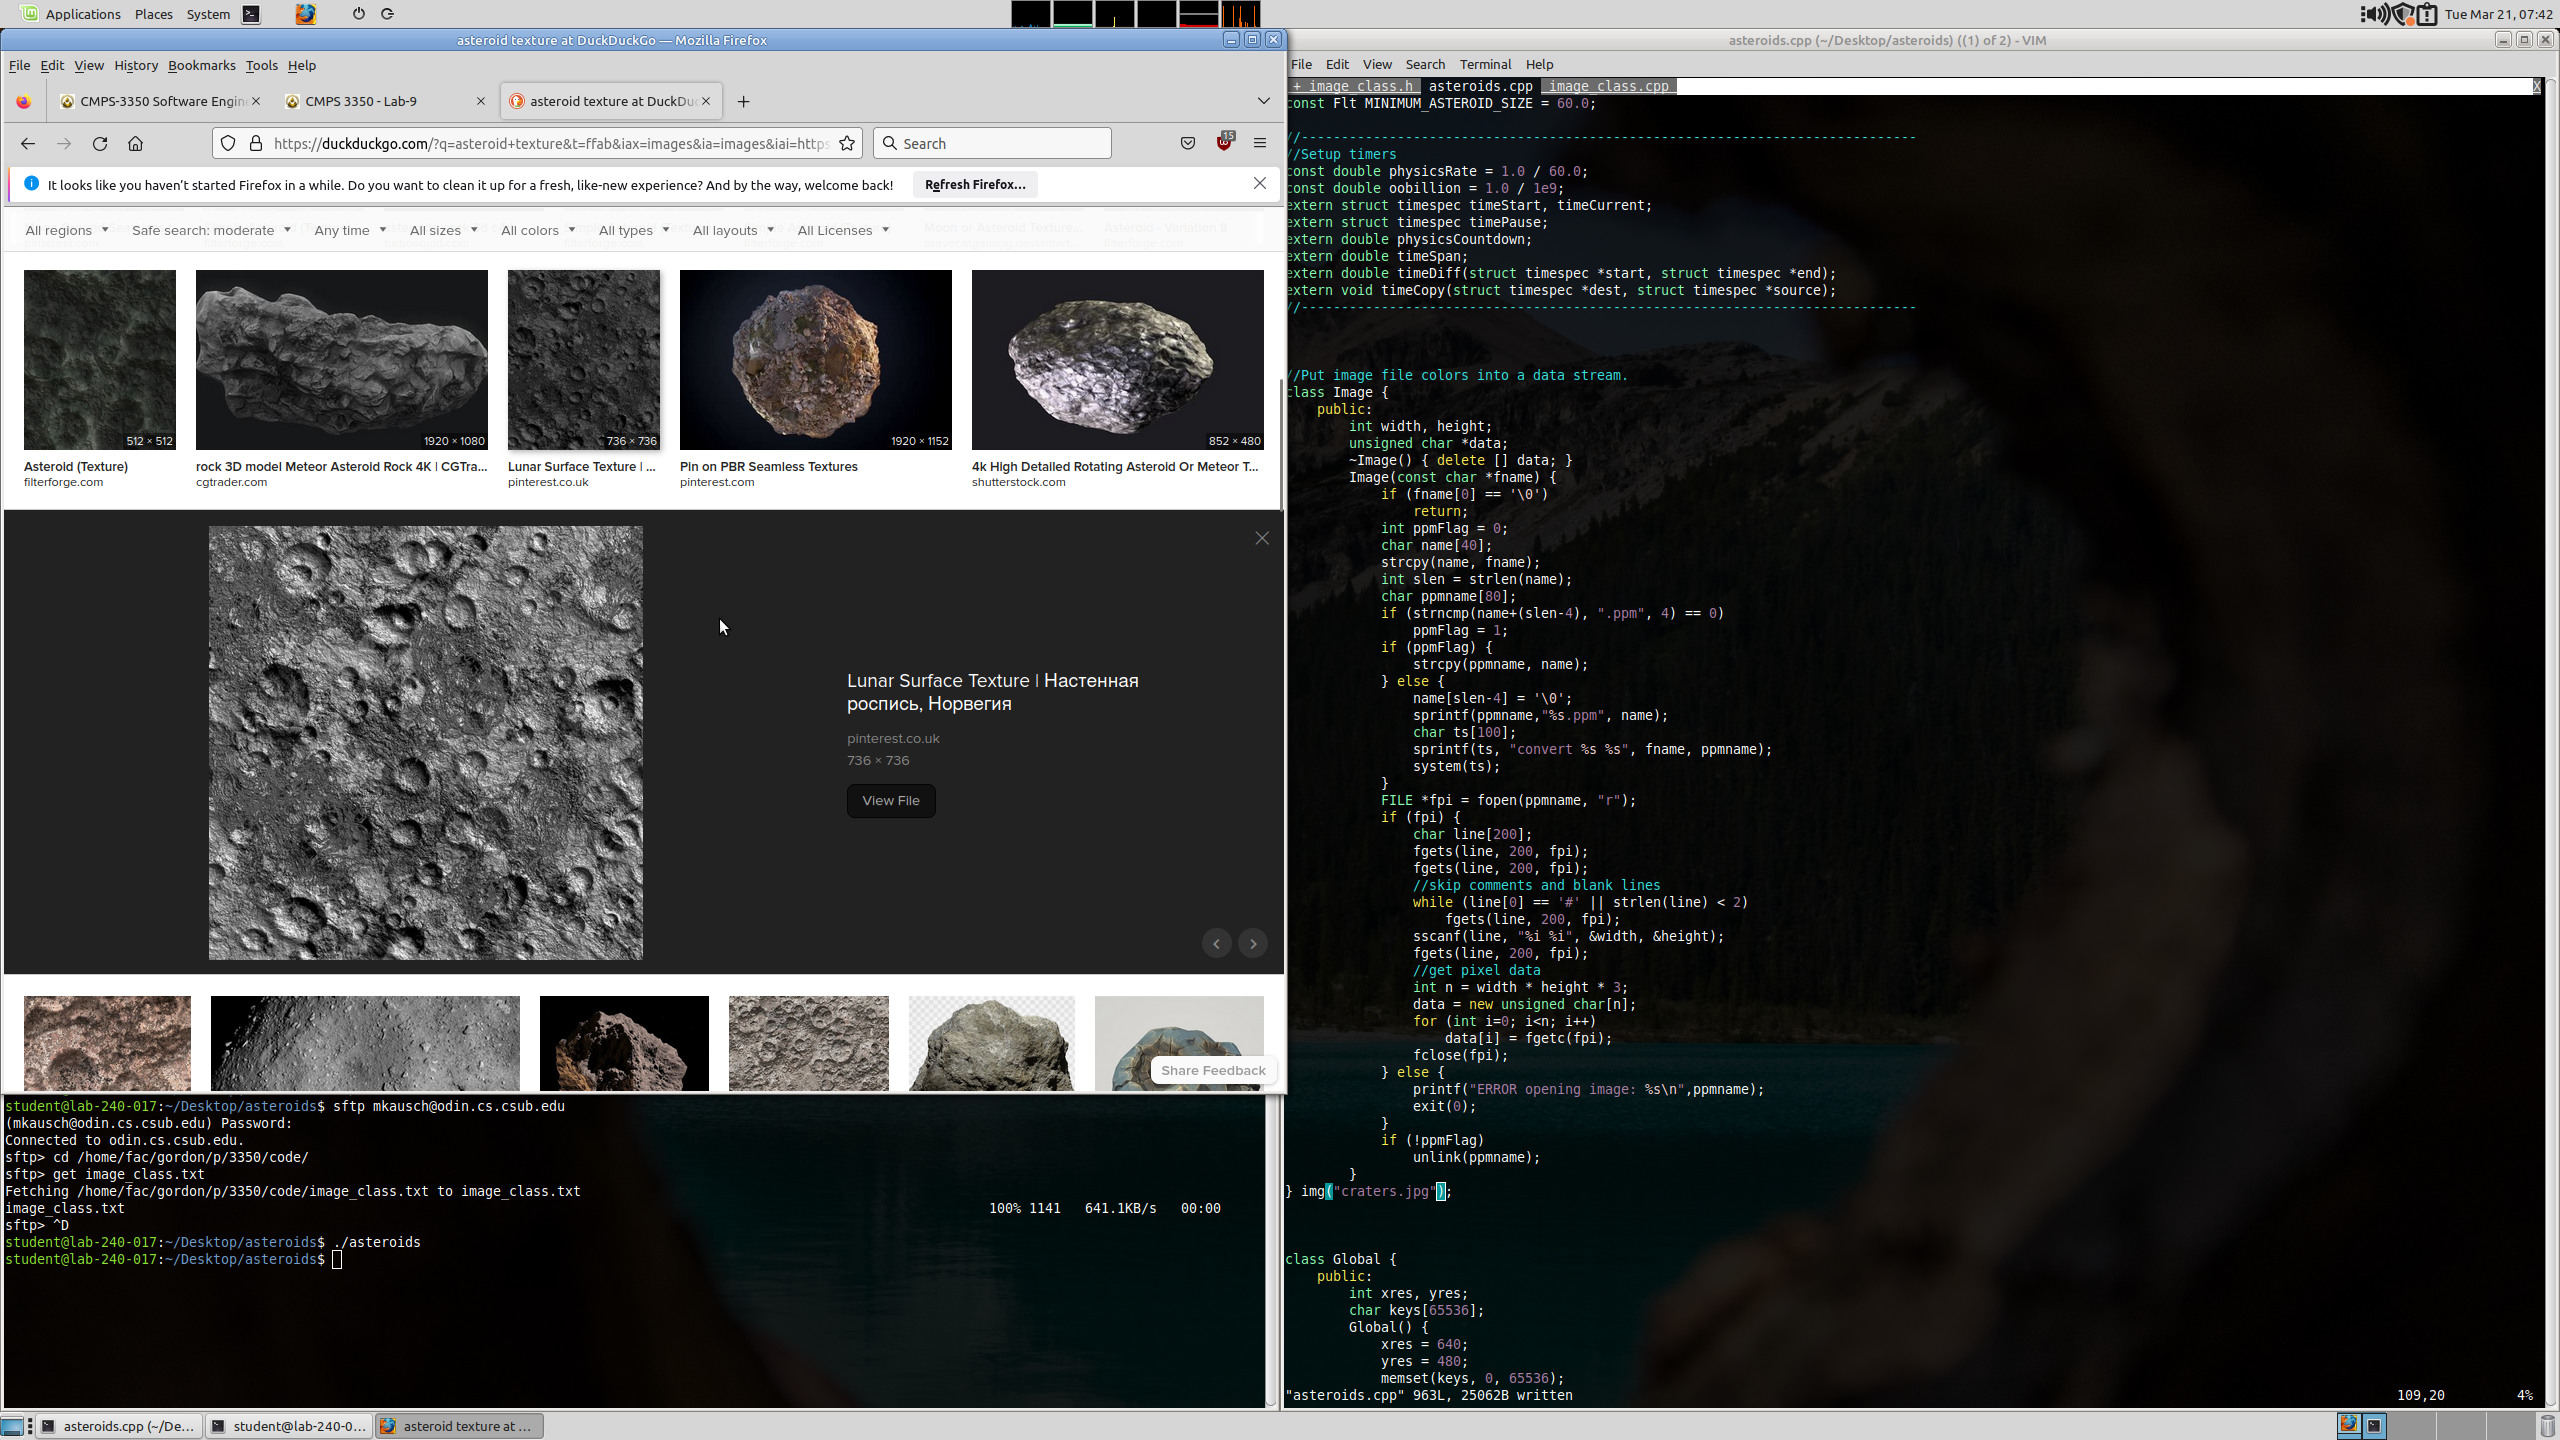 Applications Places System
Tue Mar 21, 07:42
asteroid texture at DuckDuckGo — Mozilla Firefox
File Edit View History Bookmarks Tools Help
CMPS-3350 Software Engin
CMPS 3350 - Lab-9
asteroid texture at DuckDuc
https://duckduckgo.com/?q=asteroid+texture&t=ffab&iax=images&ia=images&iai=https
Search
15
It looks like you haven't started Firefox in a while. Do you want to clean it up for a fresh, like-new experience? And by the way, welcome back!
Refresh Firefox...
All regions Safe search: moderate Any time All sizes All colors All types All layouts All Licenses
512 × 512
1920 × 1080
736 × 736
1920 × 1152
852 × 480
Asteroid (Texture)
filterforge.com
rock 3D model Meteor Asteroid Rock 4K | CGTra...
cgtrader.com
Lunar Surface Texture | ...
pinterest.co.uk
Pin on PBR Seamless Textures
pinterest.com
4k High Detailed Rotating Asteroid Or Meteor T...
shutterstock.com
Lunar Surface Texture | Настенная
роспись, Норвегия
pinterest.co.uk
736 × 736
View File
Share Feedback
student@lab-240-017:~/Desktop/asteroids$ sftp mkausch@odin.cs.csub.edu
(mkausch@odin.cs.csub.edu) Password:
Connected to odin.cs.csub.edu.
sftp> cd /home/fac/gordon/p/3350/code/
sftp> get image_class.txt
Fetching /home/fac/gordon/p/3350/code/image_class.txt to image_class.txt
image_class.txt 100% 1141 641.1KB/s 00:00
sftp> ^D
student@lab-240-017:~/Desktop/asteroids$ ./asteroids
student@lab-240-017:~/Desktop/asteroids$
asteroids.cpp (~/Desktop/asteroids) ((1) of 2) - VIM
File Edit View Search Terminal Help
+ image_class.h asteroids.cpp image_class.cpp X
const Flt MINIMUM_ASTEROID_SIZE = 60.0;
//-----------------------------------------------------------------------------
//Setup timers
const double physicsRate = 1.0 / 60.0;
const double oobillion = 1.0 / 1e9;
extern struct timespec timeStart, timeCurrent;
extern struct timespec timePause;
extern double physicsCountdown;
extern double timeSpan;
extern double timeDiff(struct timespec *start, struct timespec *end);
extern void timeCopy(struct timespec *dest, struct timespec *source);
//-----------------------------------------------------------------------------
//Put image file colors into a data stream.
class Image {
public:
int width, height;
unsigned char *data;
~Image() { delete [] data; }
Image(const char *fname) {
if (fname[0] == '\0')
return;
int ppmFlag = 0;
char name[40];
strcpy(name, fname);
int slen = strlen(name);
char ppmname[80];
if (strncmp(name+(slen-4), ".ppm", 4) == 0)
ppmFlag = 1;
if (ppmFlag) {
strcpy(ppmname, name);
} else {
name[slen-4] = '\0';
sprintf(ppmname,"%s.ppm", name);
char ts[100];
sprintf(ts, "convert %s %s", fname, ppmname);
system(ts);
}
FILE *fpi = fopen(ppmname, "r");
if (fpi) {
char line[200];
fgets(line, 200, fpi);
fgets(line, 200, fpi);
//skip comments and blank lines
while (line[0] == '#' || strlen(line) < 2)
fgets(line, 200, fpi);
sscanf(line, "%i %i", &width, &height);
fgets(line, 200, fpi);
//get pixel data
int n = width * height * 3;
data = new unsigned char[n];
for (int i=0; i<n; i++)
data[i] = fgetc(fpi);
fclose(fpi);
} else {
printf("ERROR opening image: %s\n",ppmname);
exit(0);
}
if (!ppmFlag)
unlink(ppmname);
}
} img("craters.jpg");
class Global {
public:
int xres, yres;
char keys[65536];
Global() {
xres = 640;
yres = 480;
memset(keys, 0, 65536);
"asteroids.cpp" 963L, 25062B written 109,20 4%
asteroids.cpp (~/De... student@lab-240-0... asteroid texture at ...